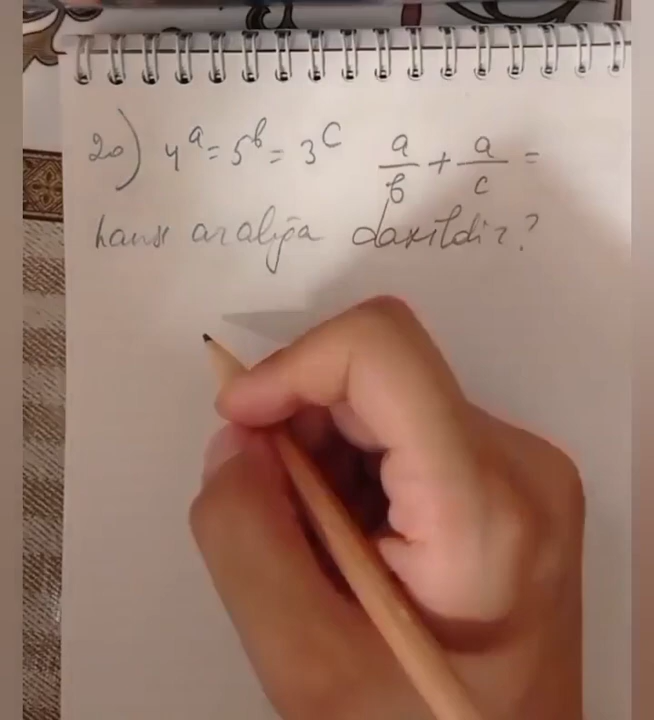 20) 4^a = 5^b = 3^c a/b + a/c =
hansı aralığa daxildir?